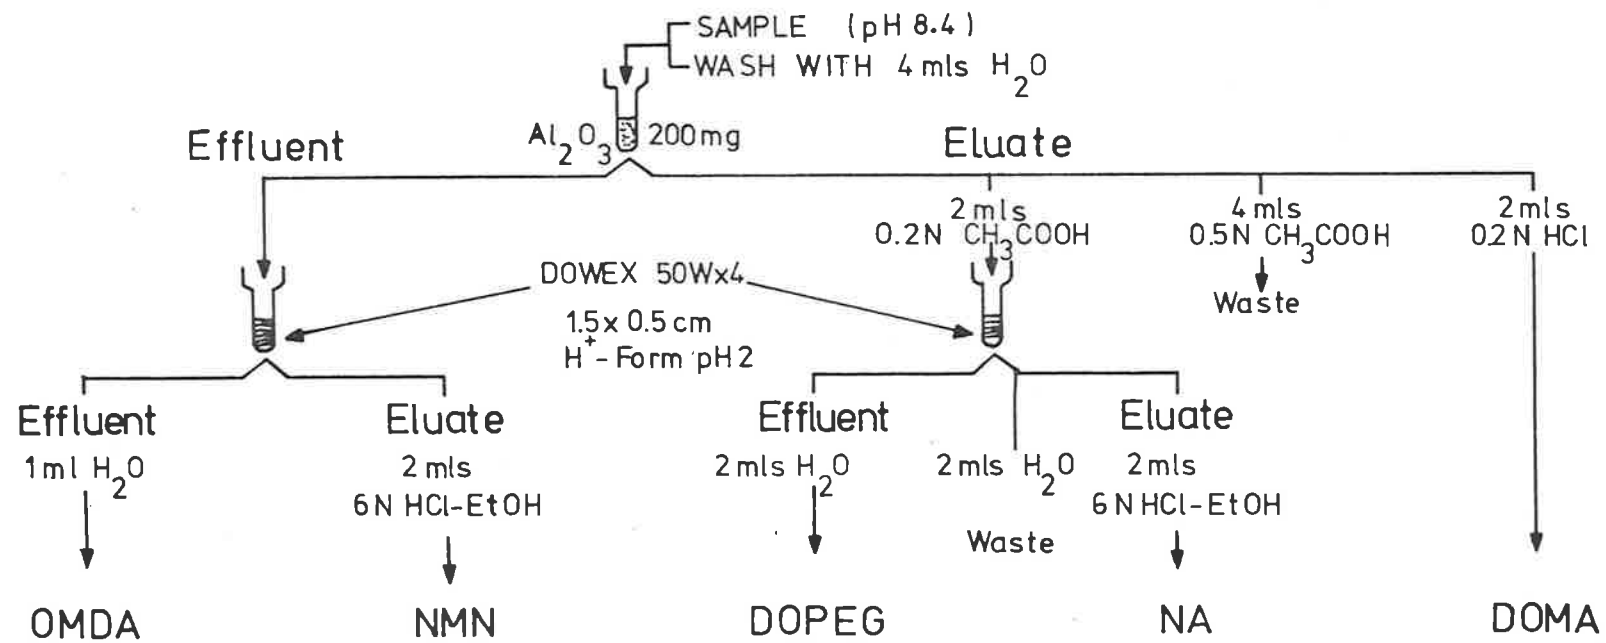 SAMPLE (pH 8.4)
WASH WITH 4 mls H2O
Al2O3 200mg
Effluent
Eluate
2 mls
0.2N CH3COOH
4 mls
0.5N CH3COOH
Waste
2 mls
0.2N HCl
DOWEX 50Wx4
1.5 x 0.5 cm
H+-Form pH2
Effluent
1 ml H2O
Eluate
2 mls
6N HCl-EtOH
Effluent
2 mls H2O
2 mls H2O
Waste
Eluate
2 mls
6N HCl-EtOH
OMDA
NMN
DOPEG
NA
DOMA